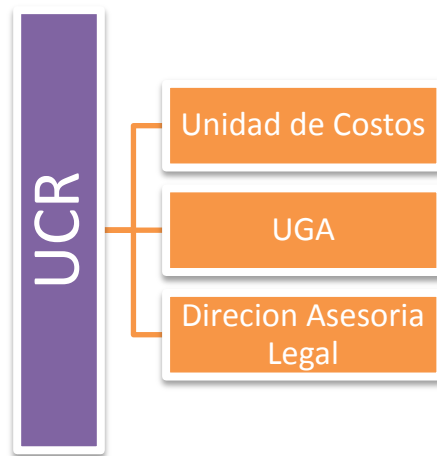 UCR
Unidad de Costos
UGA
Direcion Asesoria
Legal